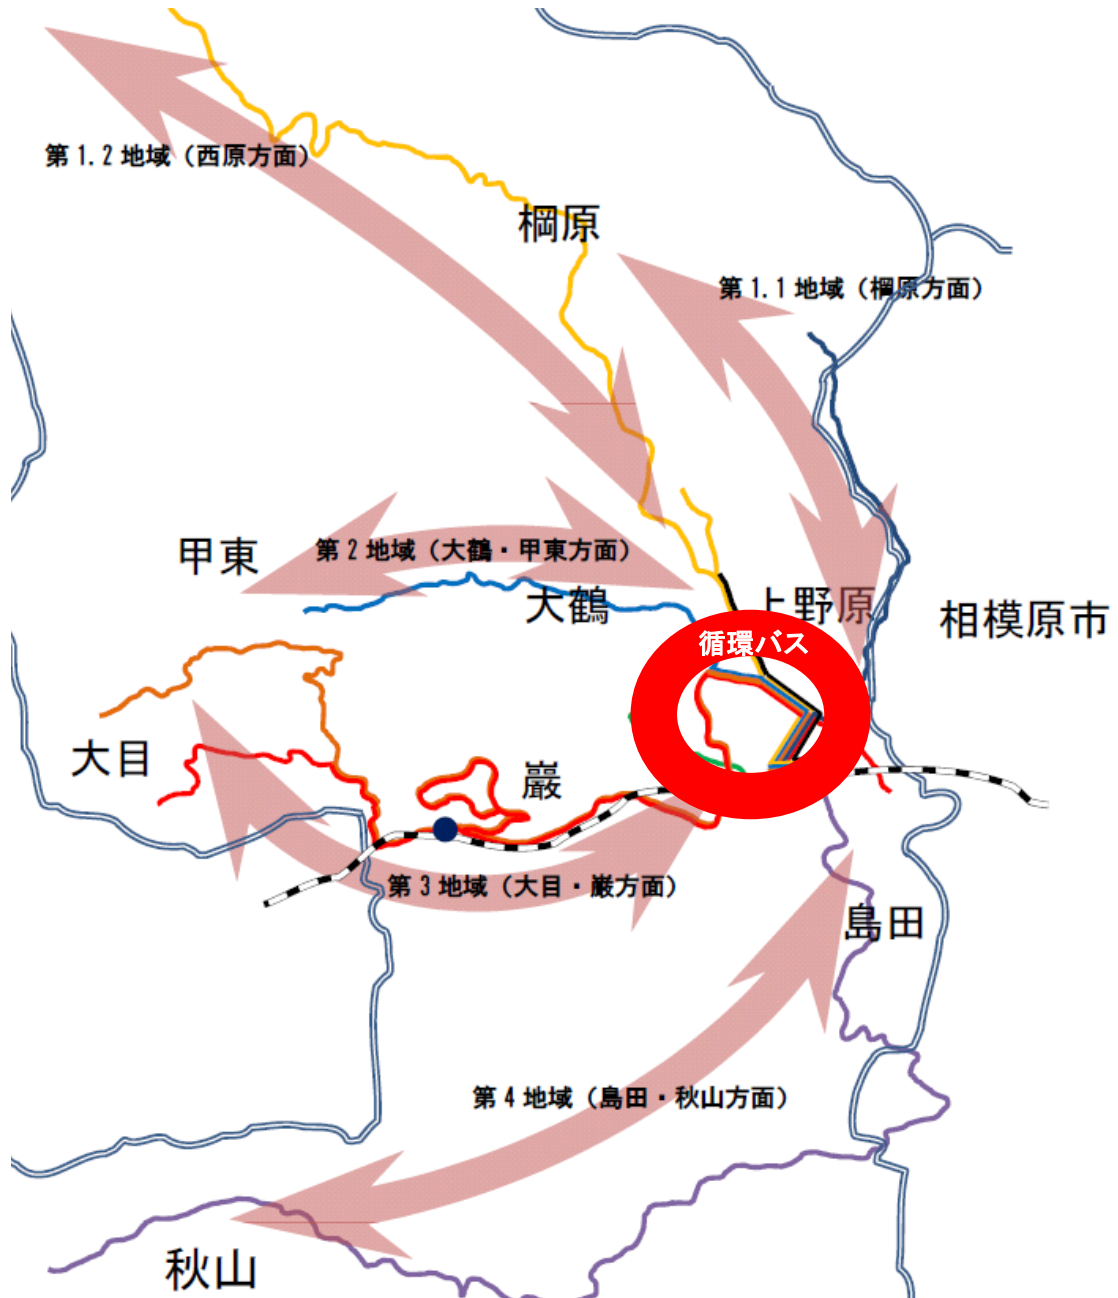 第1.2地域（西原方面）
棡原
第1.1地域（棡原方面）
甲東
第2地域（大鶴・甲東方面）
大鶴
上野原
相模原市
循環バス
大目
巖
第3地域（大目・巌方面）
島田
第4地域（島田・秋山方面）
秋山